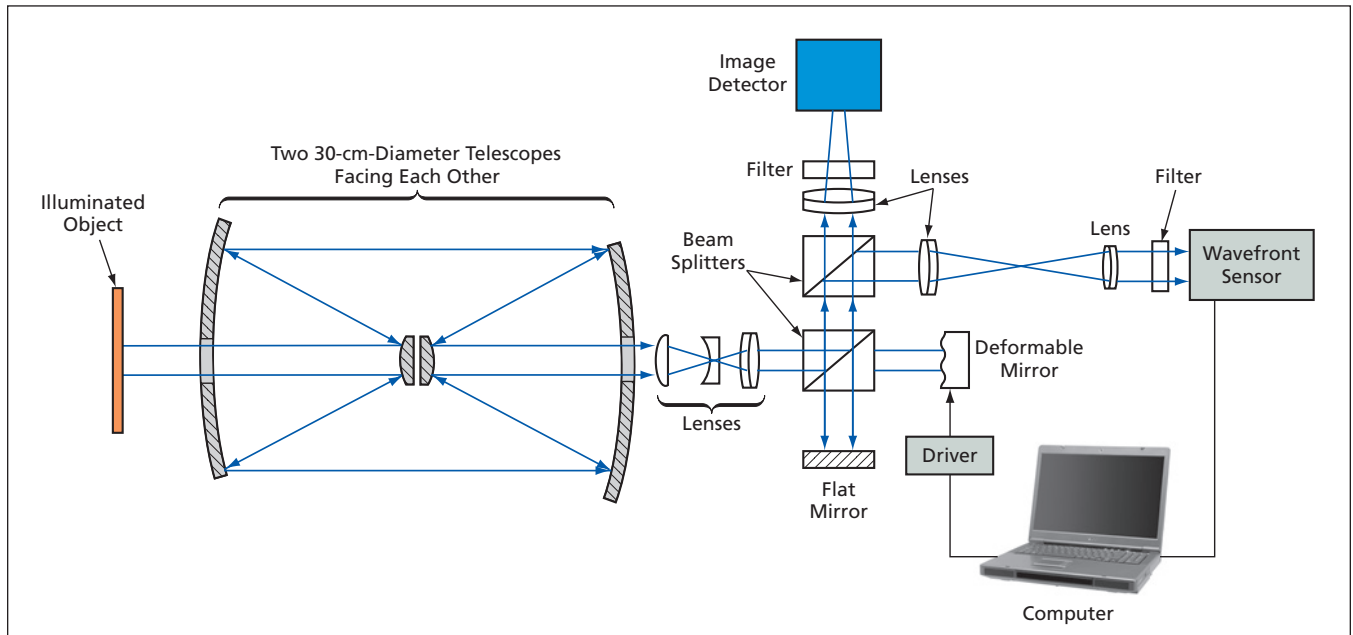 Image
Detector
Two 30-cm-Diameter Telescopes
Facing Each Other
Illuminated
Object
Filter
Lenses
Filter
Beam
Splitters
Lens
Wavefront
Sensor
Deformable
Mirror
Lenses
Driver
Flat
Mirror
Computer